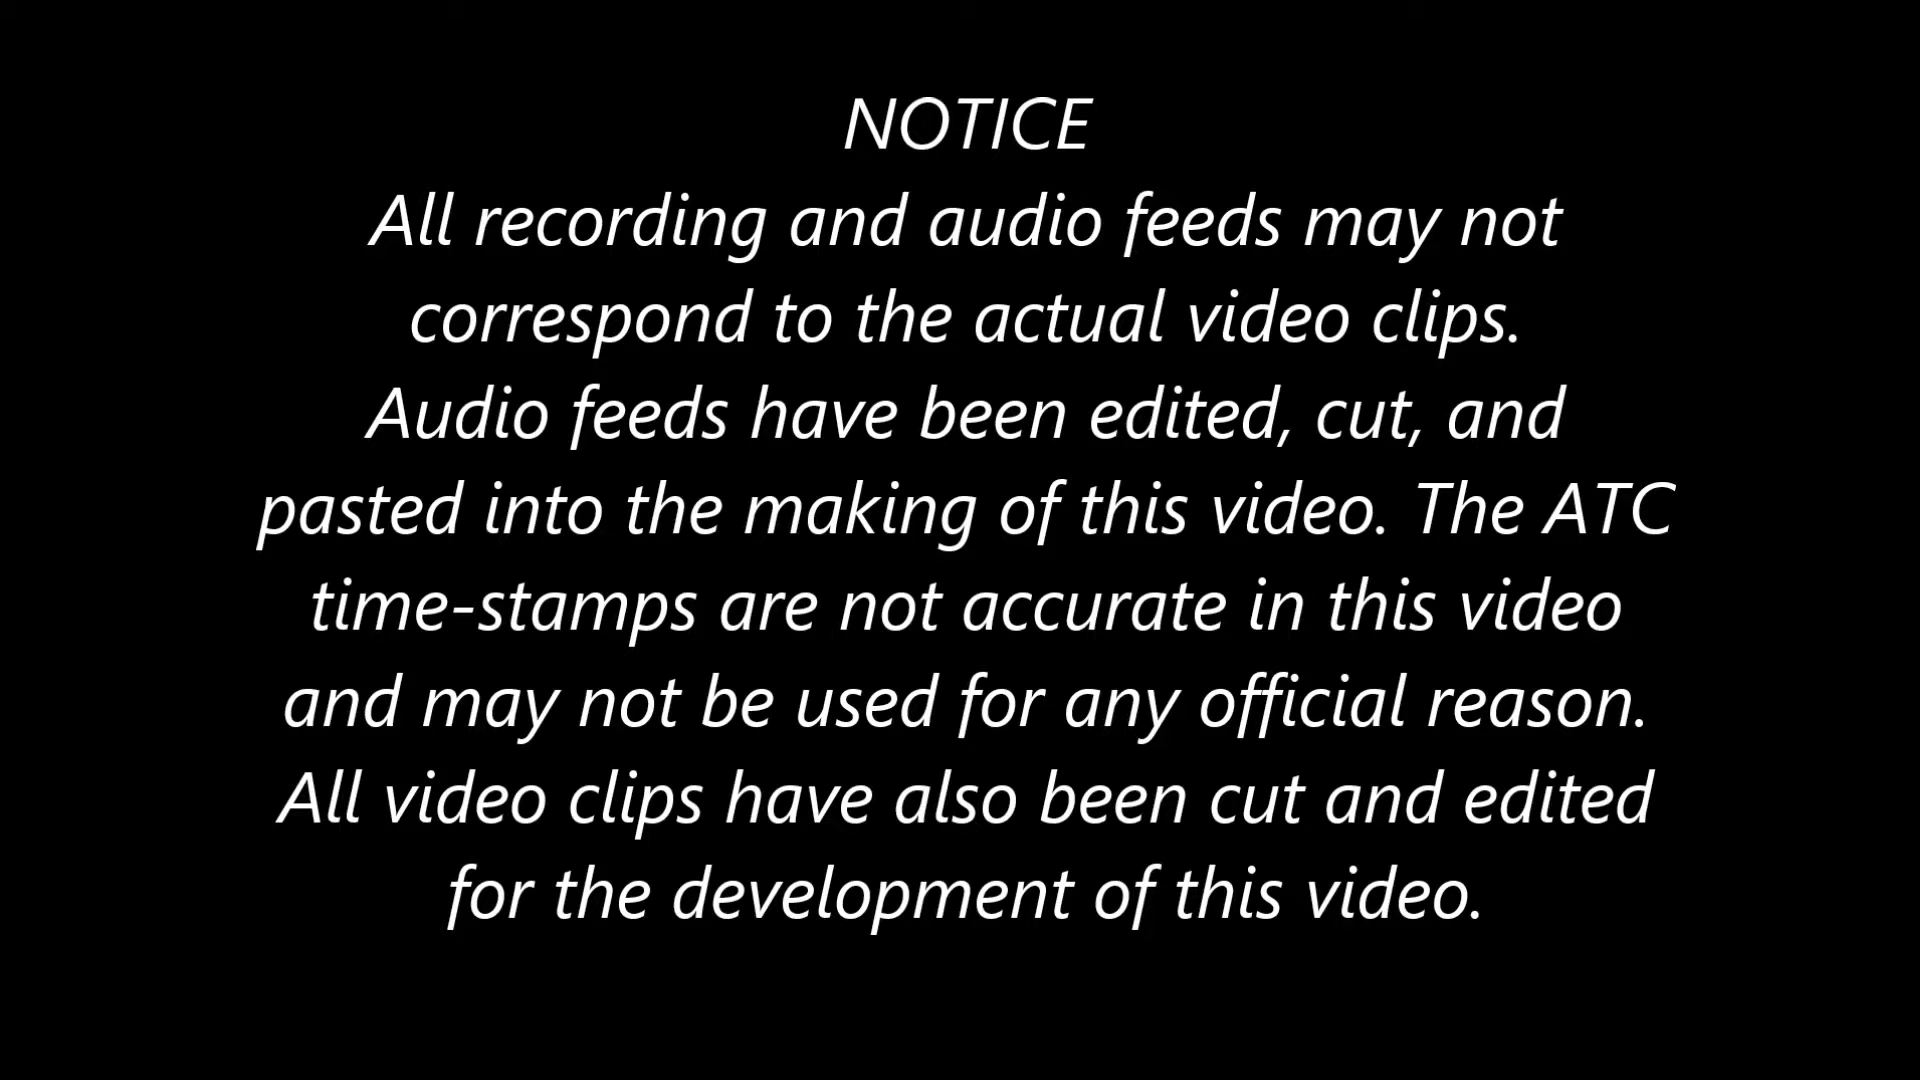 NOTICE
All recording and audio feeds may not
correspond to the actual video clips.
Audio feeds have been edited, cut, and
pasted into the making of this video. The ATC
time-stamps are not accurate in this video
and may not be used for any official reason.
All video clips have also been cut and edited
for the development of this video.